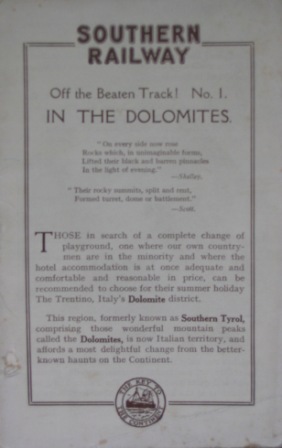 SOUTHERN
RAILWAY
Off the Beaten Track! No. 1.
IN THE DOLOMITES.
"On every side now rose
Rocks which, in unimaginable forms,
Lifted their black and barren pinnacles
In the light of evening."
—Shelley.
"Their rocky summits, split and rent,
Formed turret, dome or battlement."
—Scott.
THOSE in search of a complete change of
playground, one where our own country-
men are in the minority and where the
hotel accommodation is at once adequate and
comfortable and reasonable in price, can be
recommended to choose for their summer holiday
The Trentino, Italy's Dolomite district.
This region, formerly known as Southern Tyrol,
comprising those wonderful mountain peaks
called the Dolomites, is now Italian territory, and
affords a most delightful change from the better-
known haunts on the Continent.
THE KEY TO
THE CONTINENT